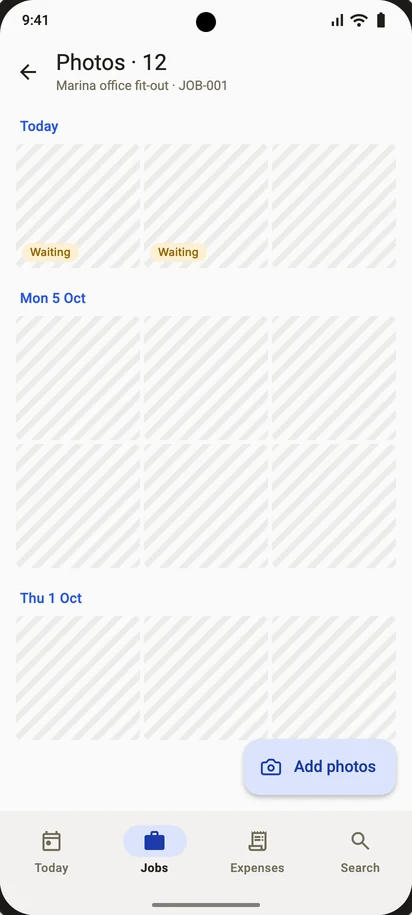 9:41
Photos · 12
Marina office fit-out · JOB-001
Today
Waiting Waiting
Mon 5 Oct
Thu 1 Oct
Add photos
Today Jobs Expenses Search